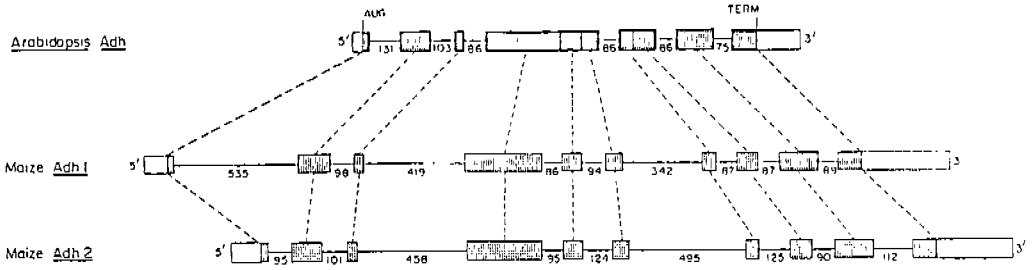 AUG TERM
Arabidopsis Adh 5' 131 103 86 86 86 75 3'
Maize Adh 1 5' 535 98 419 86 94 342 87 87 89 3'
Maize Adh 2 5' 95 101 458 95 124 495 125 90 112 3'